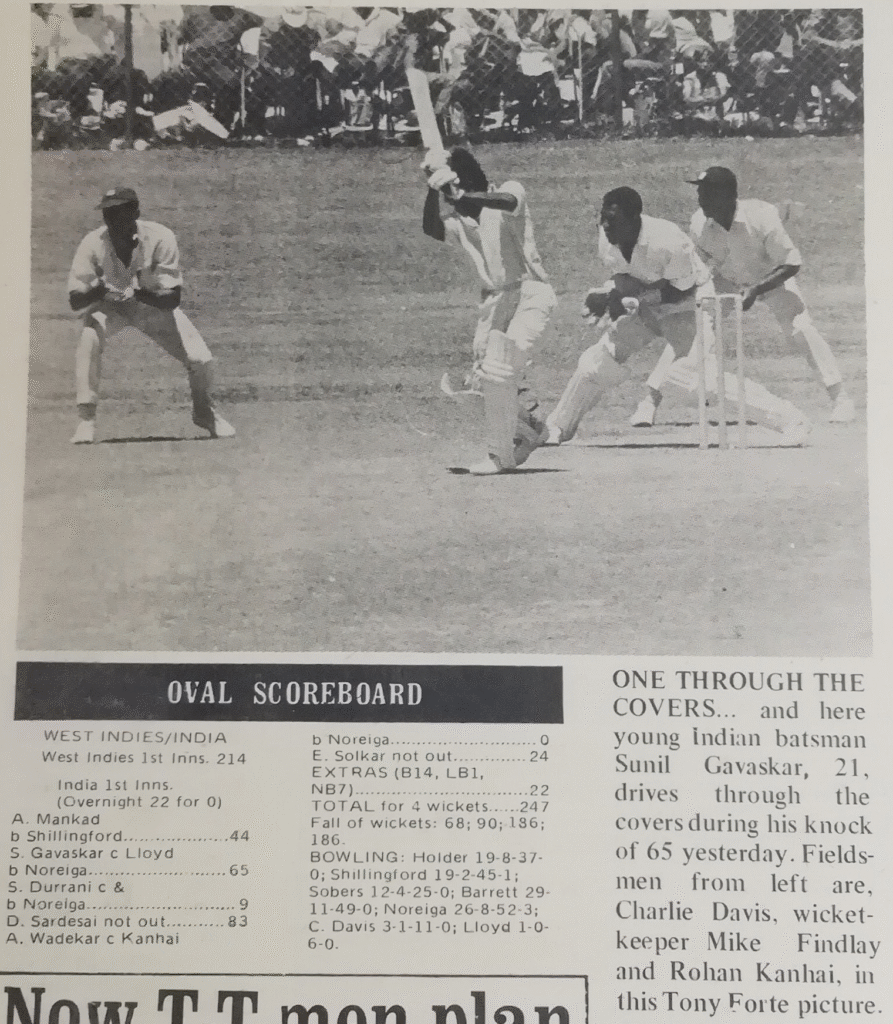 OVAL SCOREBOARD
WEST INDIES/INDIA
West Indies 1st Inns. 214
India 1st Inns.
(Overnight 22 for 0)
A. Mankad
b Shillingford......................44
S. Gavaskar c Lloyd
b Noreiga............................65
S. Durrani c &
b Noreiga..............................9
D. Sardesai not out...........83
A. Wadekar c Kanhai
b Noreiga..............................0
E. Solkar not out..............24
EXTRAS (B14, LB1,
NB7)..................................22
TOTAL for 4 wickets.....247
Fall of wickets: 68; 90; 186;
186.
BOWLING: Holder 19-8-37-
0; Shillingford 19-2-45-1;
Sobers 12-4-25-0; Barrett 29-
11-49-0; Noreiga 26-8-52-3;
C. Davis 3-1-11-0; Lloyd 1-0-
6-0.
ONE THROUGH THE
COVERS... and here
young Indian batsman
Sunil Gavaskar, 21,
drives through the
covers during his knock
of 65 yesterday. Fields-
men from left are,
Charlie Davis, wicket-
keeper Mike Findlay
and Rohan Kanhai, in
this Tony Forte picture.
Now T.T. men plan